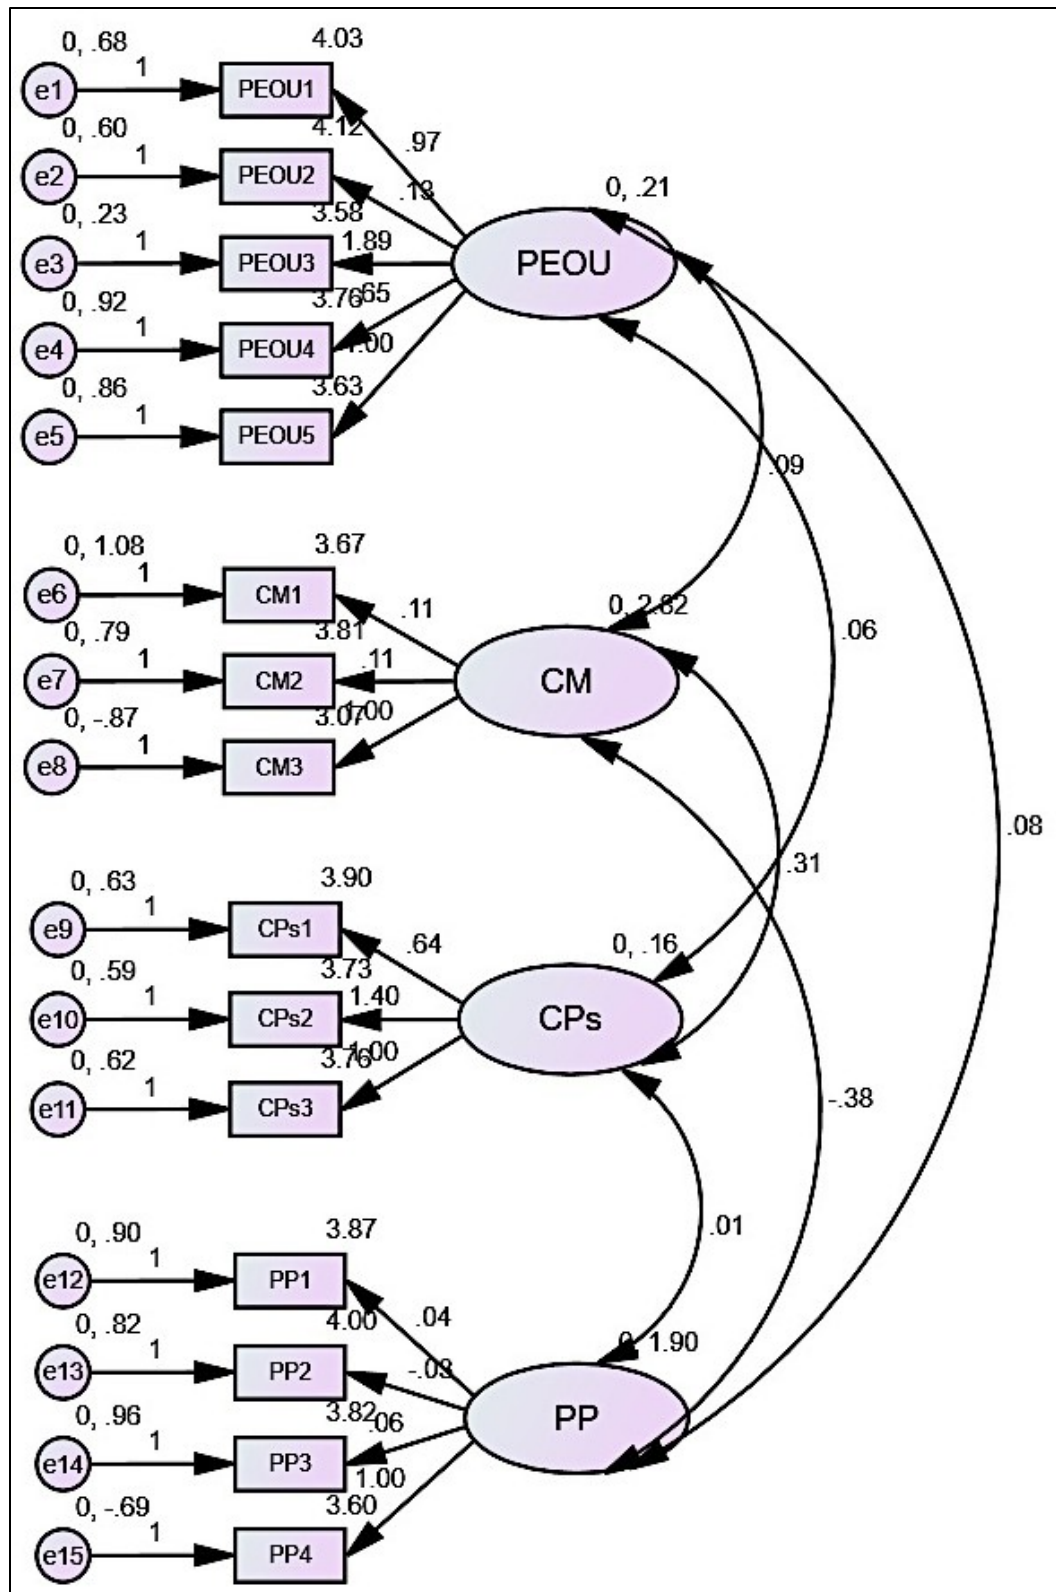 0, .68
1
4.03
e1
PEOU1
.97
0, .60
1
4.12
e2
PEOU2
.13
0, .23
1
3.58
e3
PEOU3
1.89
0, .92
1
3.76
.65
e4
PEOU4
1.00
0, .86
1
3.63
e5
PEOU5
0, .21
PEOU
.09
0, 1.08
1
3.67
e6
CM1
.11
0, .79
1
3.81
e7
CM2
.11
0, -.87
1
3.07
1.00
e8
CM3
0, 2.82
CM
.06
.08
.31
0, .63
1
3.90
e9
CPs1
.64
0, .59
1
3.73
e10
CPs2
1.40
0, .62
1
3.76
1.00
e11
CPs3
0, .16
CPs
-.38
.01
0, .90
1
3.87
e12
PP1
.04
0, .82
1
4.00
e13
PP2
-.03
0, .96
1
3.82
.06
e14
PP3
1.00
0, -.69
1
3.60
e15
PP4
0, 1.90
PP